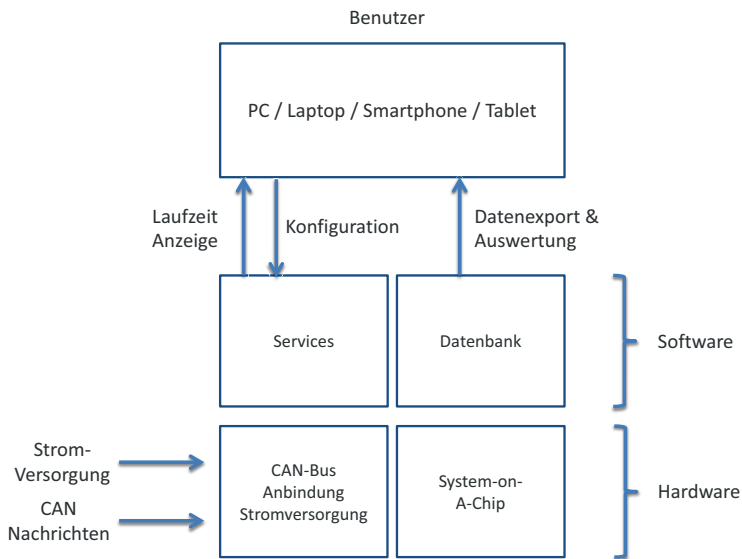 Benutzer
PC / Laptop / Smartphone / Tablet
Laufzeit
Anzeige
Konfiguration
Datenexport &
Auswertung
Services
Datenbank
Software
Strom-
Versorgung
CAN
Nachrichten
CAN-Bus
Anbindung
Stromversorgung
System-on-
A-Chip
Hardware